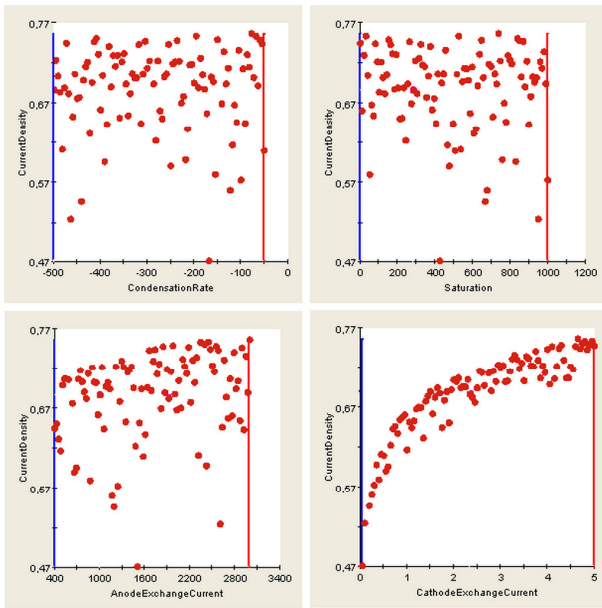 0,77
0,67
0,57
0,47
CurrentDensity
-500 -400 -300 -200 -100 0
CondensationRate
0,77
0,67
0,57
0,47
CurrentDensity
0 200 400 600 800 1000 1200
Saturation
0,77
0,67
0,57
0,47
CurrentDensity
400 1000 1600 2200 2800 3400
AnodeExchangeCurrent
0,77
0,67
0,57
0,47
CurrentDensity
0 1 2 3 4 5
CathodeExchangeCurrent